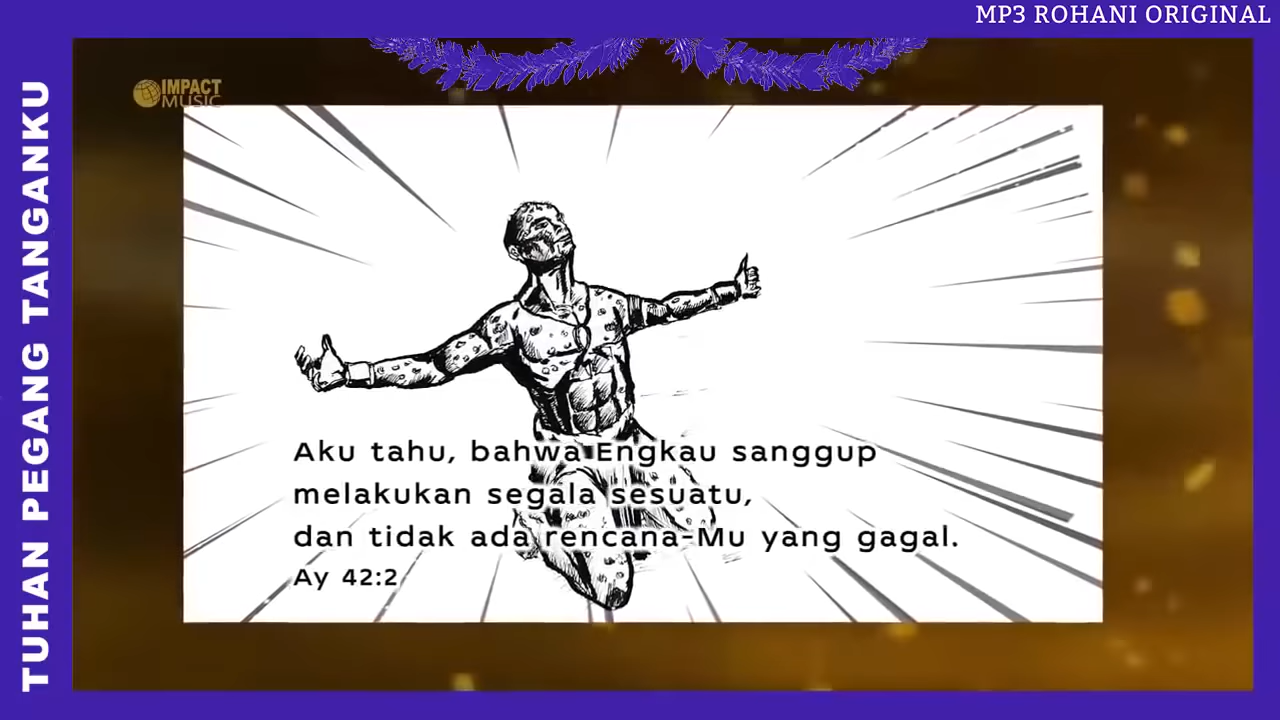 MP3 ROHANI ORIGINAL
TUHAN PEGANG TANGANKU
IMPACT
MUSIC
Aku tahu, bahwa Engkau sanggup
melakukan segala sesuatu,
dan tidak ada rencana-Mu yang gagal.
Ay 42:2